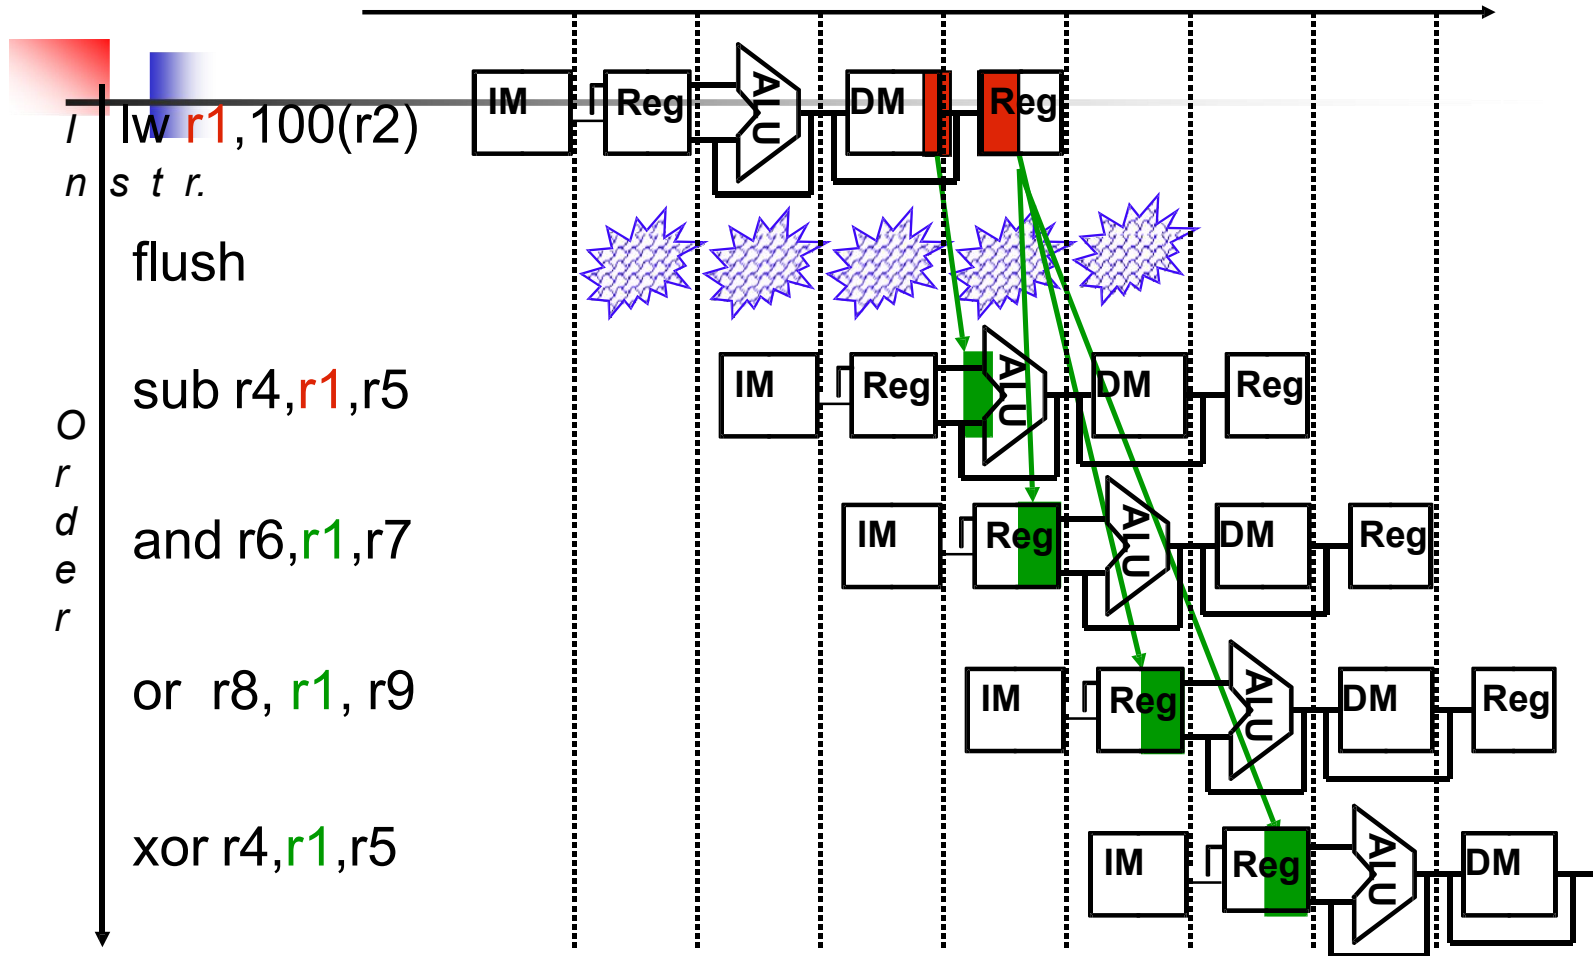 lw r1,100(r2) IM Reg ALU DM Reg
I n s t r.
flush
sub r4,r1,r5 IM Reg ALU DM Reg
O r d e r
and r6,r1,r7 IM Reg ALU DM Reg
or r8, r1, r9 IM Reg ALU DM Reg
xor r4,r1,r5 IM Reg ALU DM